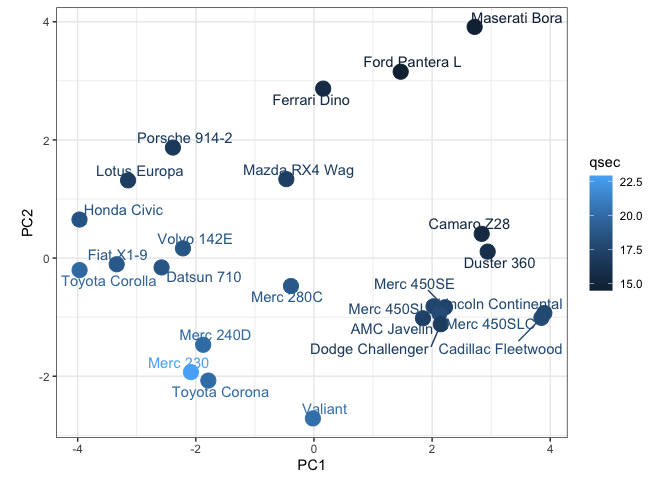 4
Maserati Bora
Ford Pantera L
Ferrari Dino
Porsche 914-2
Lotus Europa
Mazda RX4 Wag
2
Honda Civic
Camaro Z28
Volvo 142E
Fiat X1-9
Duster 360
0
Toyota Corolla
Datsun 710
Merc 280C
Merc 450SE
Merc 450SL
Lincoln Continental
AMC Javelin
Merc 450SLC
Merc 240D
Dodge Challenger
Cadillac Fleetwood
Merc 230
-2
Toyota Corona
Valiant
-4
-2
0
2
4
PC1
PC2
qsec
22.5
20.0
17.5
15.0